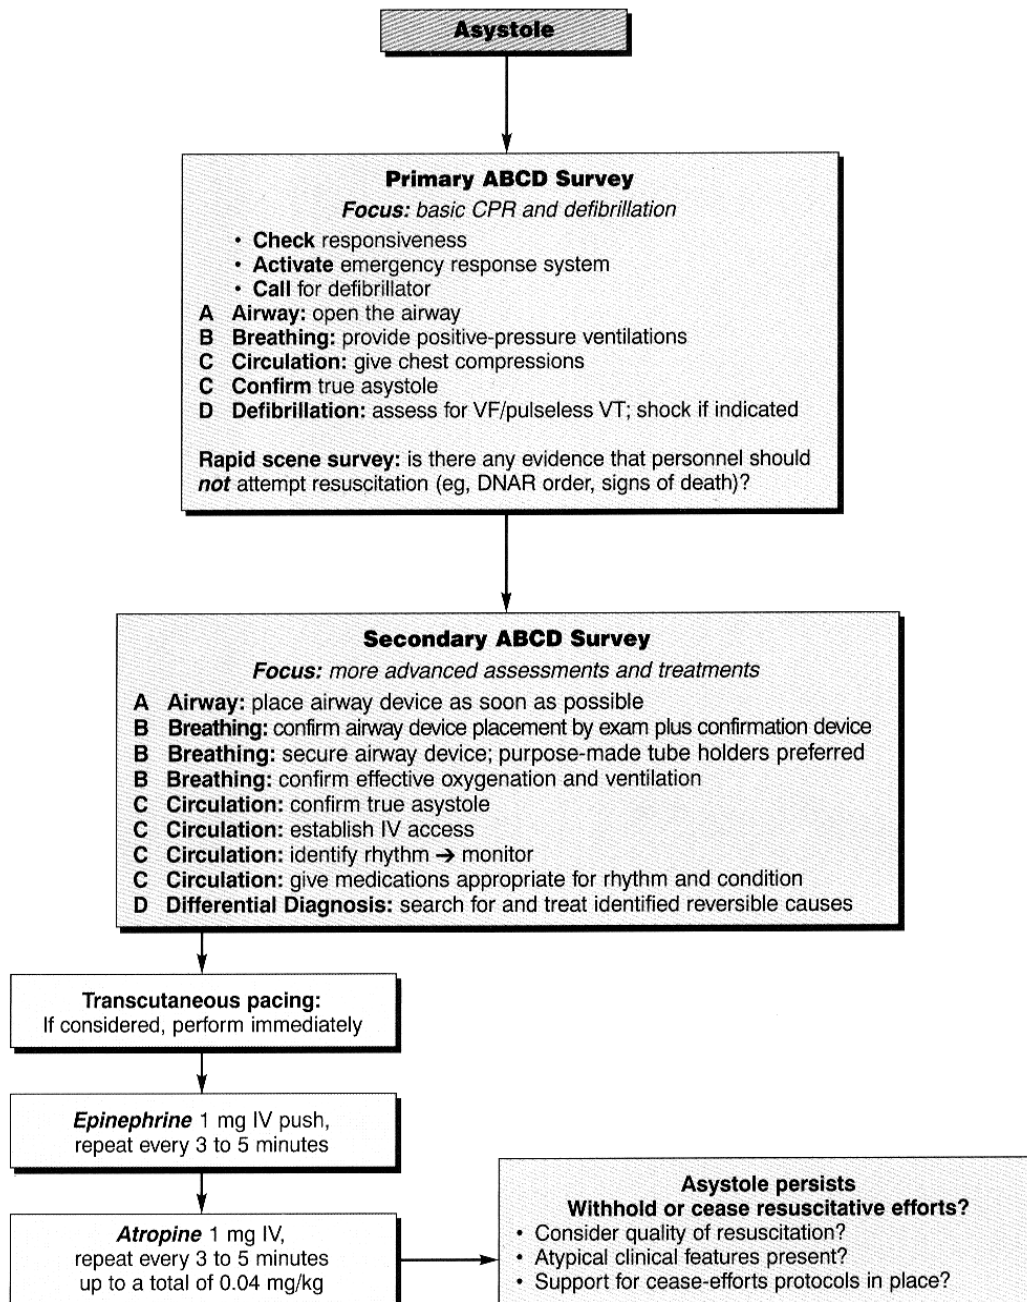 Asystole
Primary ABCD Survey
Focus: basic CPR and defibrillation
• Check responsiveness
• Activate emergency response system
• Call for defibrillator
A Airway: open the airway
B Breathing: provide positive-pressure ventilations
C Circulation: give chest compressions
C Confirm true asystole
D Defibrillation: assess for VF/pulseless VT; shock if indicated
Rapid scene survey: is there any evidence that personnel should
not attempt resuscitation (eg, DNAR order, signs of death)?
Secondary ABCD Survey
Focus: more advanced assessments and treatments
A Airway: place airway device as soon as possible
B Breathing: confirm airway device placement by exam plus confirmation device
B Breathing: secure airway device; purpose-made tube holders preferred
B Breathing: confirm effective oxygenation and ventilation
C Circulation: confirm true asystole
C Circulation: establish IV access
C Circulation: identify rhythm → monitor
C Circulation: give medications appropriate for rhythm and condition
D Differential Diagnosis: search for and treat identified reversible causes
Transcutaneous pacing:
If considered, perform immediately
Epinephrine 1 mg IV push,
repeat every 3 to 5 minutes
Atropine 1 mg IV,
repeat every 3 to 5 minutes
up to a total of 0.04 mg/kg
Asystole persists
Withhold or cease resuscitative efforts?
• Consider quality of resuscitation?
• Atypical clinical features present?
• Support for cease-efforts protocols in place?